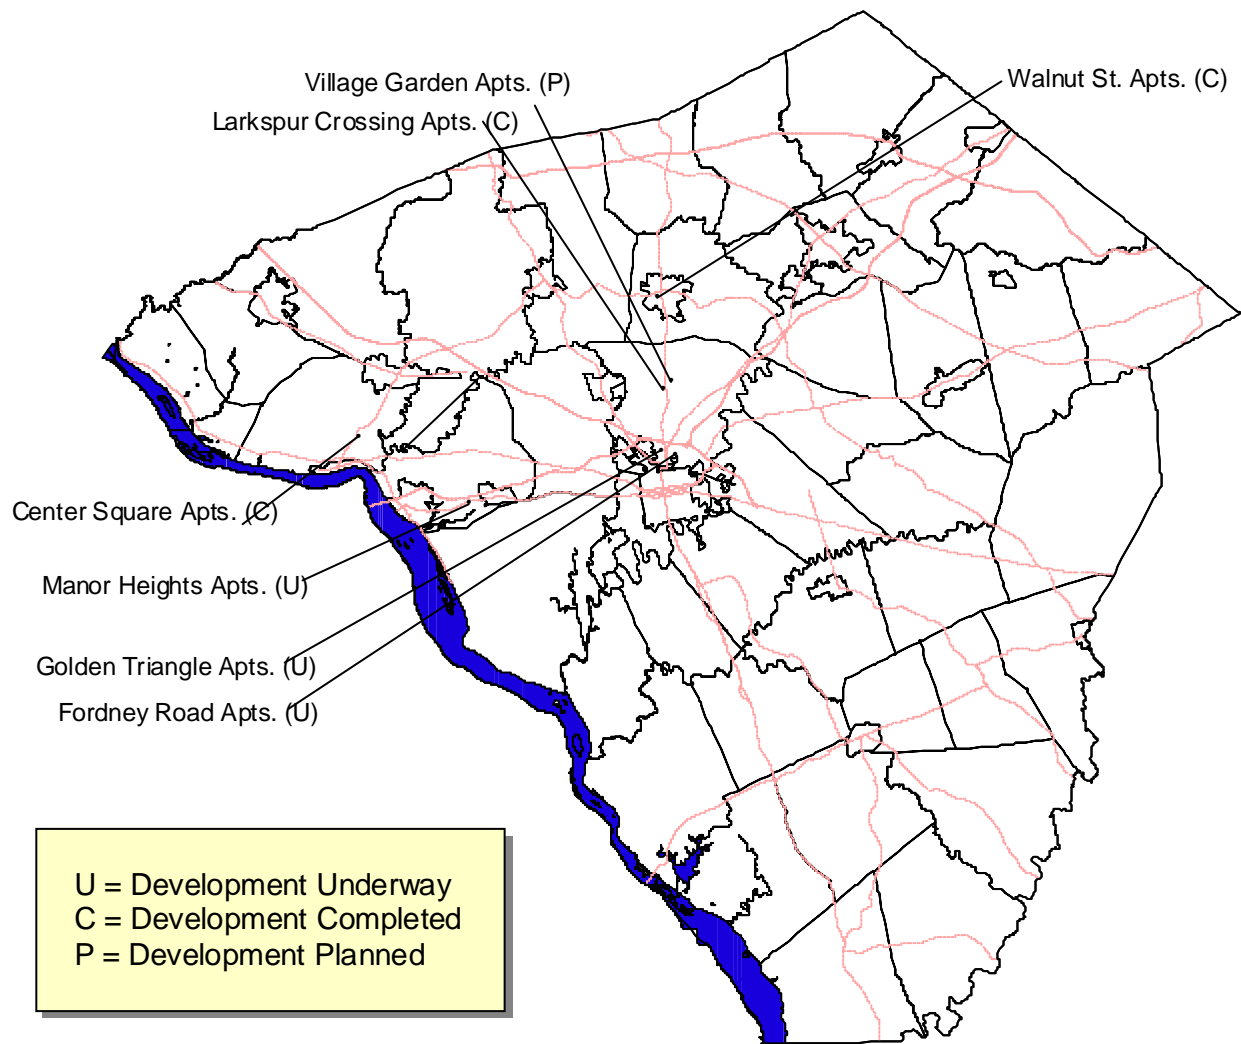 Village Garden Apts. (P)
Walnut St. Apts. (C)
Larkspur Crossing Apts. (C)
Center Square Apts. (C)
Manor Heights Apts. (U)
Golden Triangle Apts. (U)
Fordney Road Apts. (U)
U = Development Underway
C = Development Completed
P = Development Planned